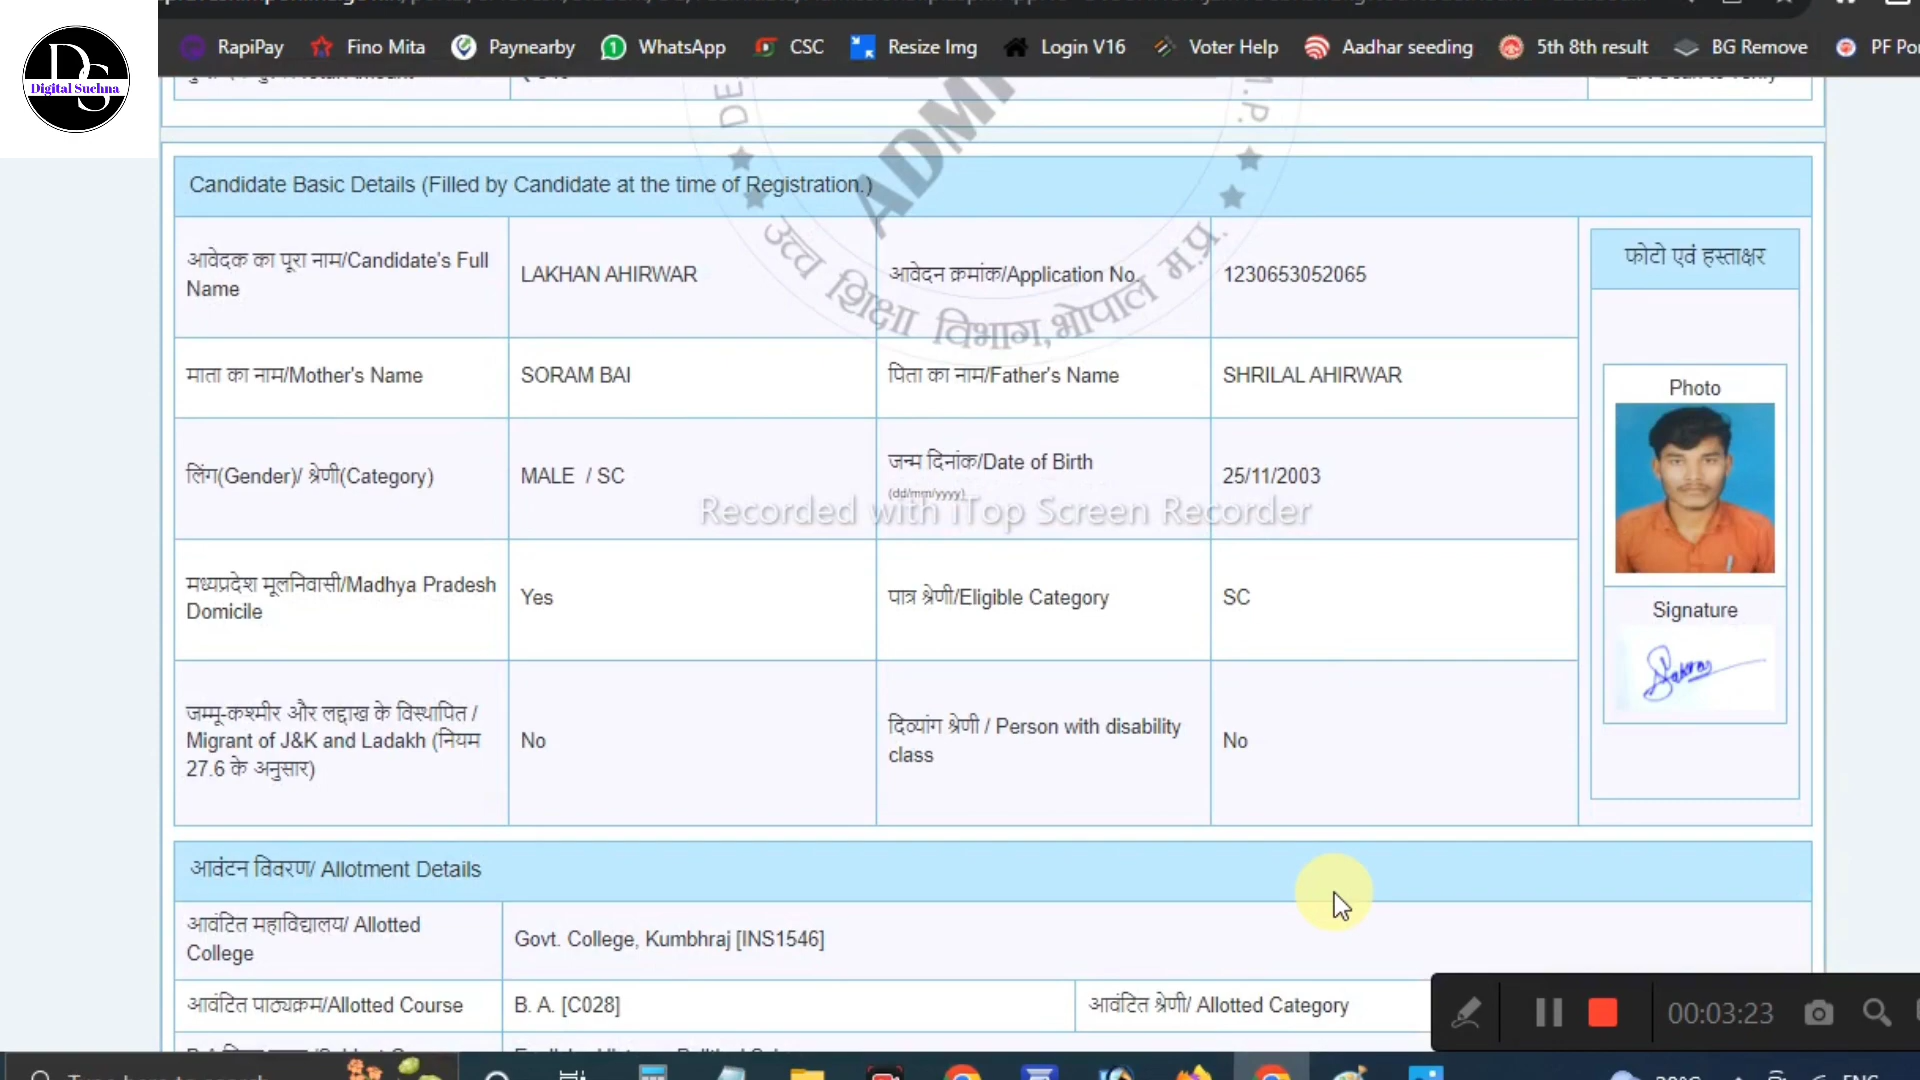 RapiPay Fino Mita Paynearby WhatsApp CSC Resize Img Login V16 Voter Help Aadhar seeding 5th 8th result BG Remove
DS
Digital Suchna
ADMI
उच्च शिक्षा विभाग, भोपाल म.प्र.
Candidate Basic Details (Filled by Candidate at the time of Registration.)
आवेदक का पूरा नाम/Candidate's Full
Name
LAKHAN AHIRWAR
आवेदन क्रमांक/Application No.
1230653052065
फोटो एवं हस्ताक्षर
माता का नाम/Mother's Name
SORAM BAI
पिता का नाम/Father's Name
SHRILAL AHIRWAR
Photo
लिंग(Gender)/ श्रेणी(Category)
MALE / SC
जन्म दिनांक/Date of Birth
(dd/mm/yyyy)
25/11/2003
Recorded with iTop Screen Recorder
मध्यप्रदेश मूलनिवासी/Madhya Pradesh
Domicile
Yes
पात्र श्रेणी/Eligible Category
SC
Signature
जम्मू-कश्मीर और लद्दाख के विस्थापित /
Migrant of J&K and Ladakh (नियम
27.6 के अनुसार)
No
दिव्यांग श्रेणी / Person with disability
class
No
आवंटन विवरण/ Allotment Details
आवंटित महाविद्यालय/ Allotted
College
Govt. College, Kumbhraj [INS1546]
आवंटित पाठ्यक्रम/Allotted Course
B. A. [C028]
आवंटित श्रेणी/ Allotted Category
00:03:23